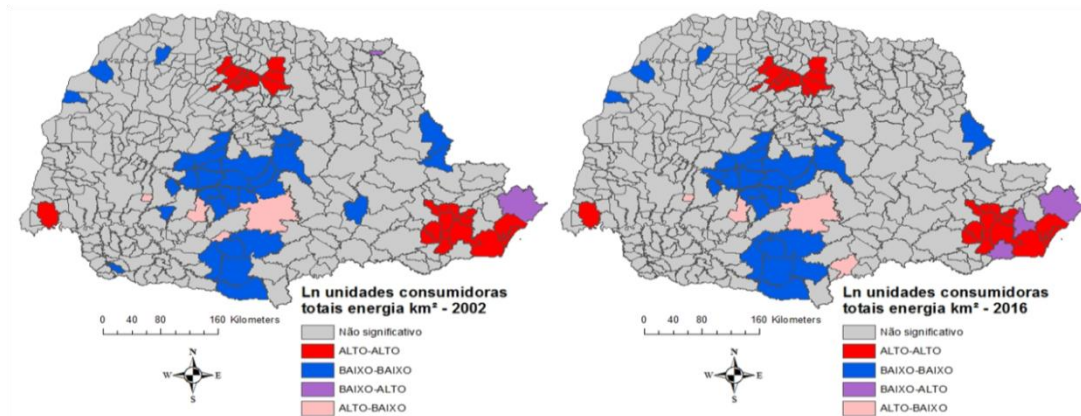 Ln unidades consumidoras
totais energia km² - 2002
0 40 80 160 Kilometers
Não significativo
ALTO-ALTO
BAIXO-BAIXO
BAIXO-ALTO
ALTO-BAIXO
N
W E
S
Ln unidades consumidoras
totais energia km² - 2016
0 40 80 160 Kilometers
Não significativo
ALTO-ALTO
BAIXO-BAIXO
BAIXO-ALTO
ALTO-BAIXO
N
W E
S